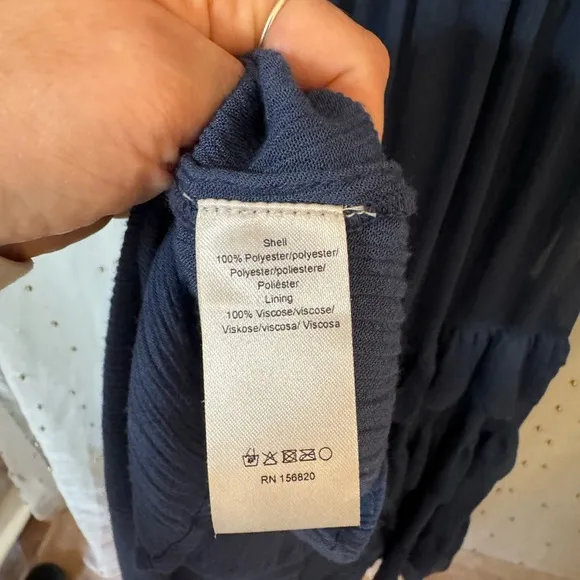 Shell
100% Polyester/polyester/
Polyester/poliestere/
Poliéster
Lining
100% Viscose/viscose/
Viskose/viscosa/ Viscosa
RN 156820